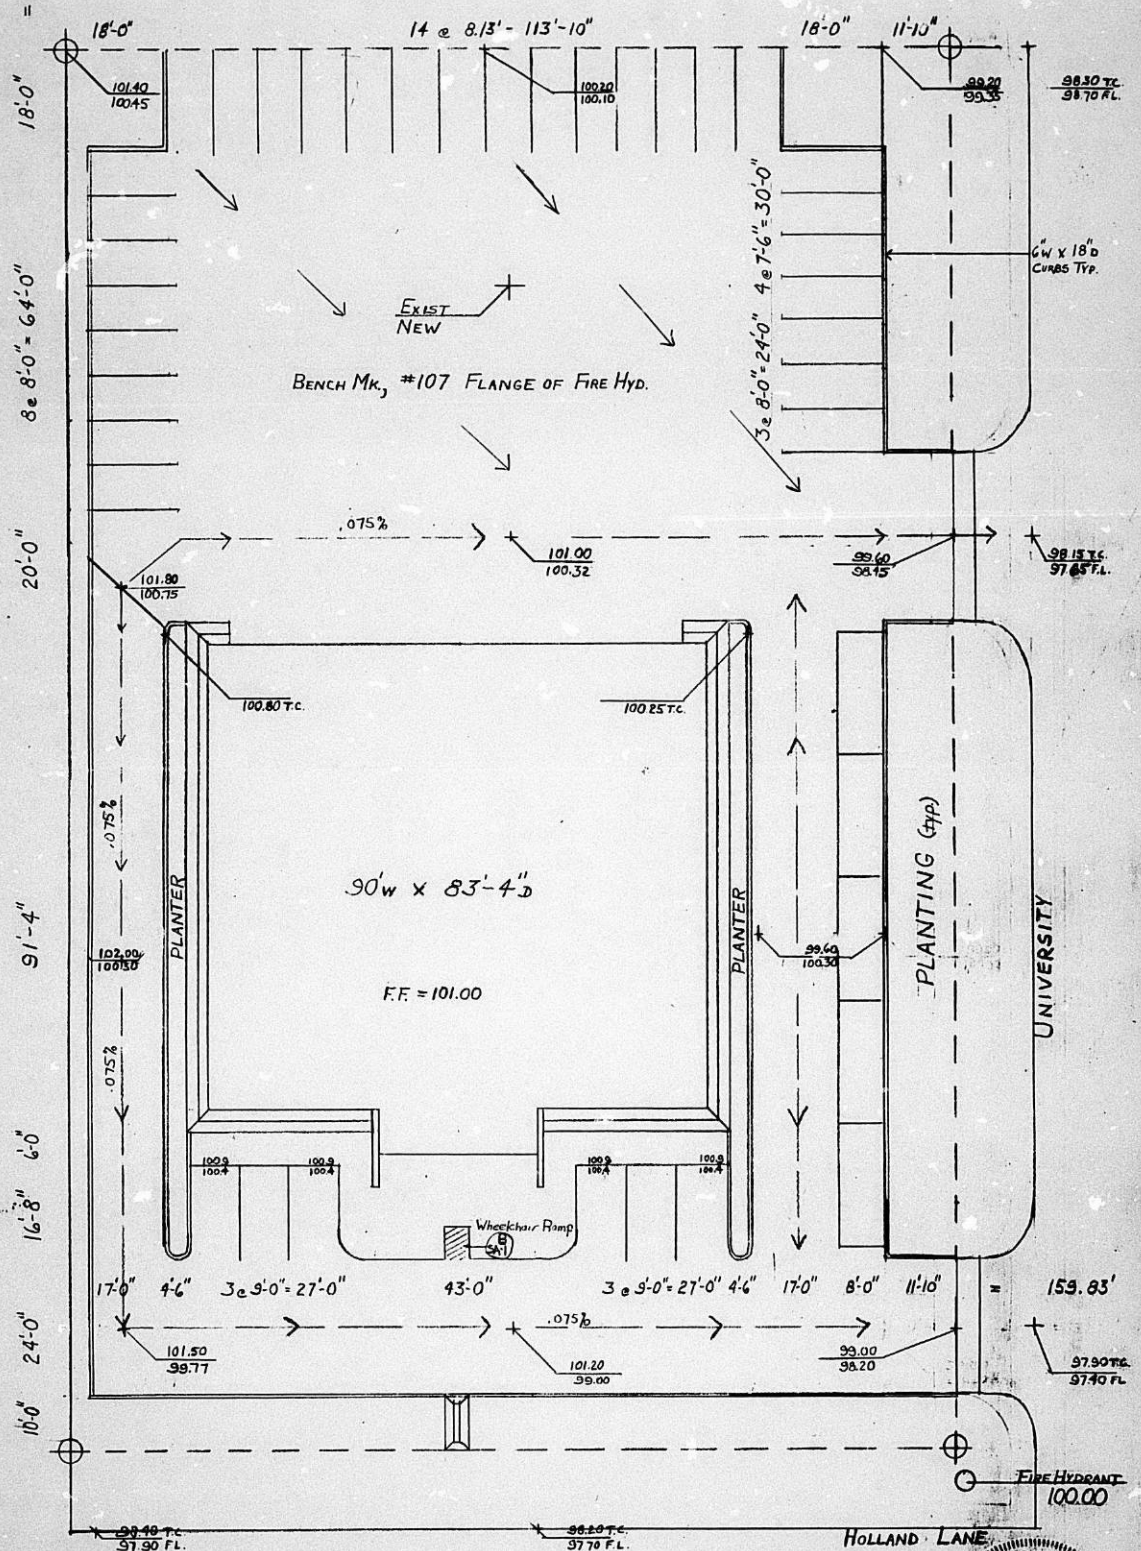 =
18'-0"
14 @ 8.13' - 113'-10"
18'-0"
11'-10"
101.40
100.45
100.20
100.10
99.20
99.35
98.50 T.C.
98.70 F.L.
18'-0"
8@ 8'-0" = 64'-0"
3@ 8'-0"=24'-0" 4@7'-6"=30'-0"
6"W X 18"D
CURBS TYP.
EXIST
NEW
BENCH MK., #107 FLANGE OF FIRE HYD.
20'-0"
.075%
101.00
100.32
99.60
98.45
98.15 T.C.
97.65 F.L.
101.80
100.75
100.80 T.C.
100.25 T.C.
.075%
91'-4"
PLANTER
90'W X 83'-4"D
PLANTER
PLANTING (typ.)
UNIVERSITY
102.00
100.50
99.60
100.30
F.F. = 101.00
.075%
6'-0"
16'-8"
100.9
100.4
100.9
100.4
100.9
100.4
100.9
100.4
Wheelchair Ramp
B
SA-1
17'-0"
4'-6"
3 @ 9'-0" = 27'-0"
43'-0"
3 @ 9'-0" = 27'-0"
4'-6"
17'-0"
8'-0"
11'-10"
=
159.83'
24'-0"
.075%
101.50
99.77
101.20
99.00
99.00
98.20
97.90 T.C.
97.40 FL
10'-0"
FIRE HYDRANT
100.00
98.40 T.C.
97.90 F.L.
98.20 T.C.
97.70 F.L.
HOLLAND LANE